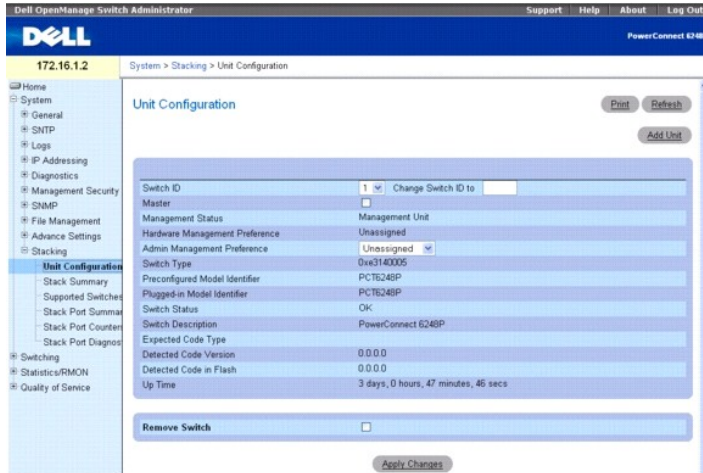 Dell OpenManage Switch Administrator Support Help About Log Out
DELL
PowerConnect 6248
172.16.1.2
System > Stacking > Unit Configuration
Home
System
General
SNTP
Logs
IP Addressing
Diagnostics
Management Security
SNMP
File Management
Advance Settings
Stacking
Unit Configuration
Stack Summary
Supported Switches
Stack Port Summar
Stack Port Counters
Stack Port Diagnos
Switching
Statistics/RMON
Quality of Service
Unit Configuration
Print Refresh
Add Unit
Switch ID 1 Change Switch ID to
Master
Management Status Management Unit
Hardware Management Preference Unassigned
Admin Management Preference Unassigned
Switch Type 0xe3140005
Preconfigured Model Identifier PCT6248P
Plugged-in Model Identifier PCT6248P
Switch Status OK
Switch Description PowerConnect 6248P
Expected Code Type
Detected Code Version 0.0.0.0
Detected Code in Flash 0.0.0.0
Up Time 3 days, 0 hours, 47 minutes, 46 secs
Remove Switch
Apply Changes